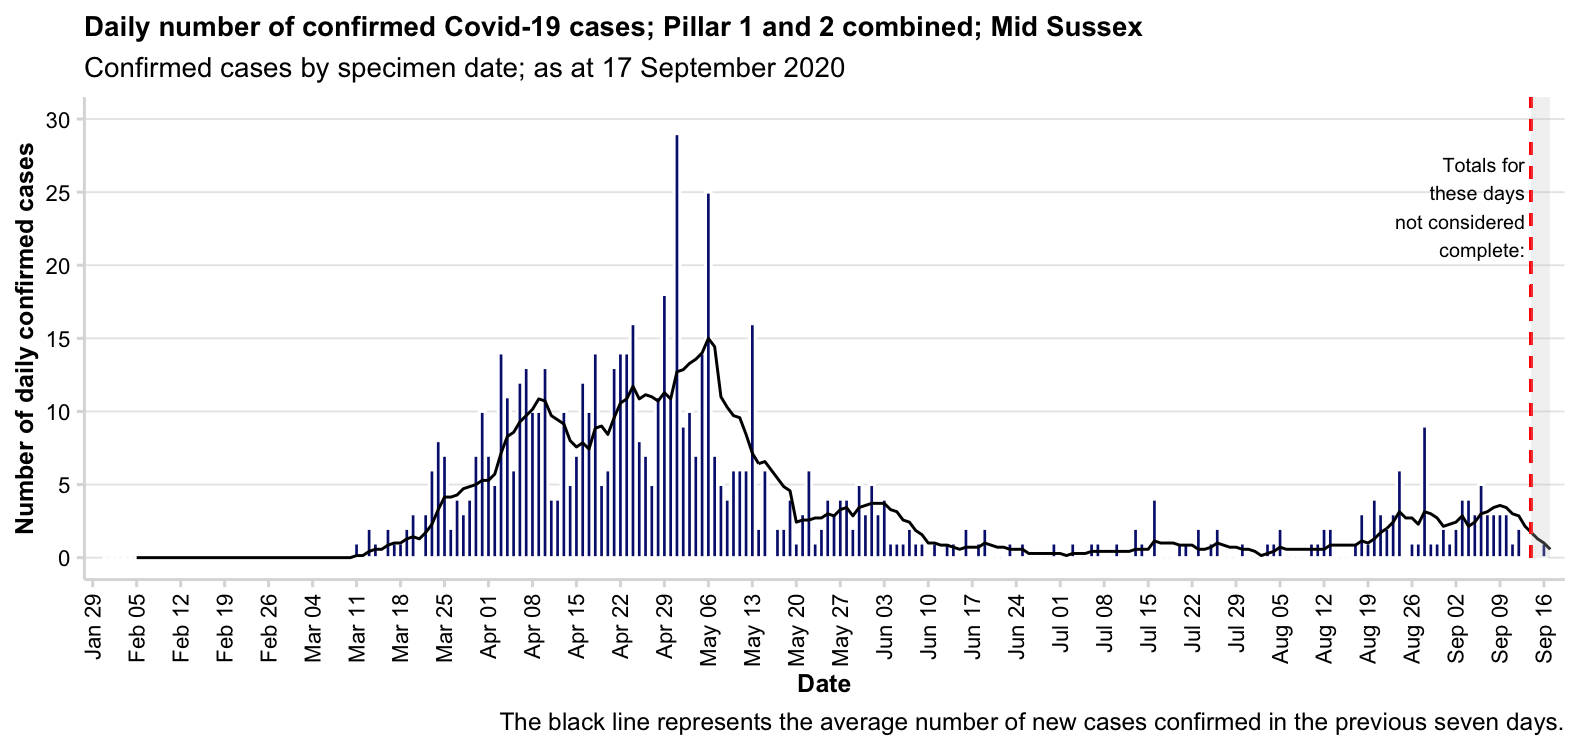 Daily number of confirmed Covid-19 cases; Pillar 1 and 2 combined; Mid Sussex
Confirmed cases by specimen date; as at 17 September 2020
Number of daily confirmed cases
30
25
20
15
10
5
0
Totals for
these days
not considered
complete:
Jan 29
Feb 05
Feb 12
Feb 19
Feb 26
Mar 04
Mar 11
Mar 18
Mar 25
Apr 01
Apr 08
Apr 15
Apr 22
Apr 29
May 06
May 13
May 20
May 27
Jun 03
Jun 10
Jun 17
Jun 24
Jul 01
Jul 08
Jul 15
Jul 22
Jul 29
Aug 05
Aug 12
Aug 19
Aug 26
Sep 02
Sep 09
Sep 16
Date
The black line represents the average number of new cases confirmed in the previous seven days.